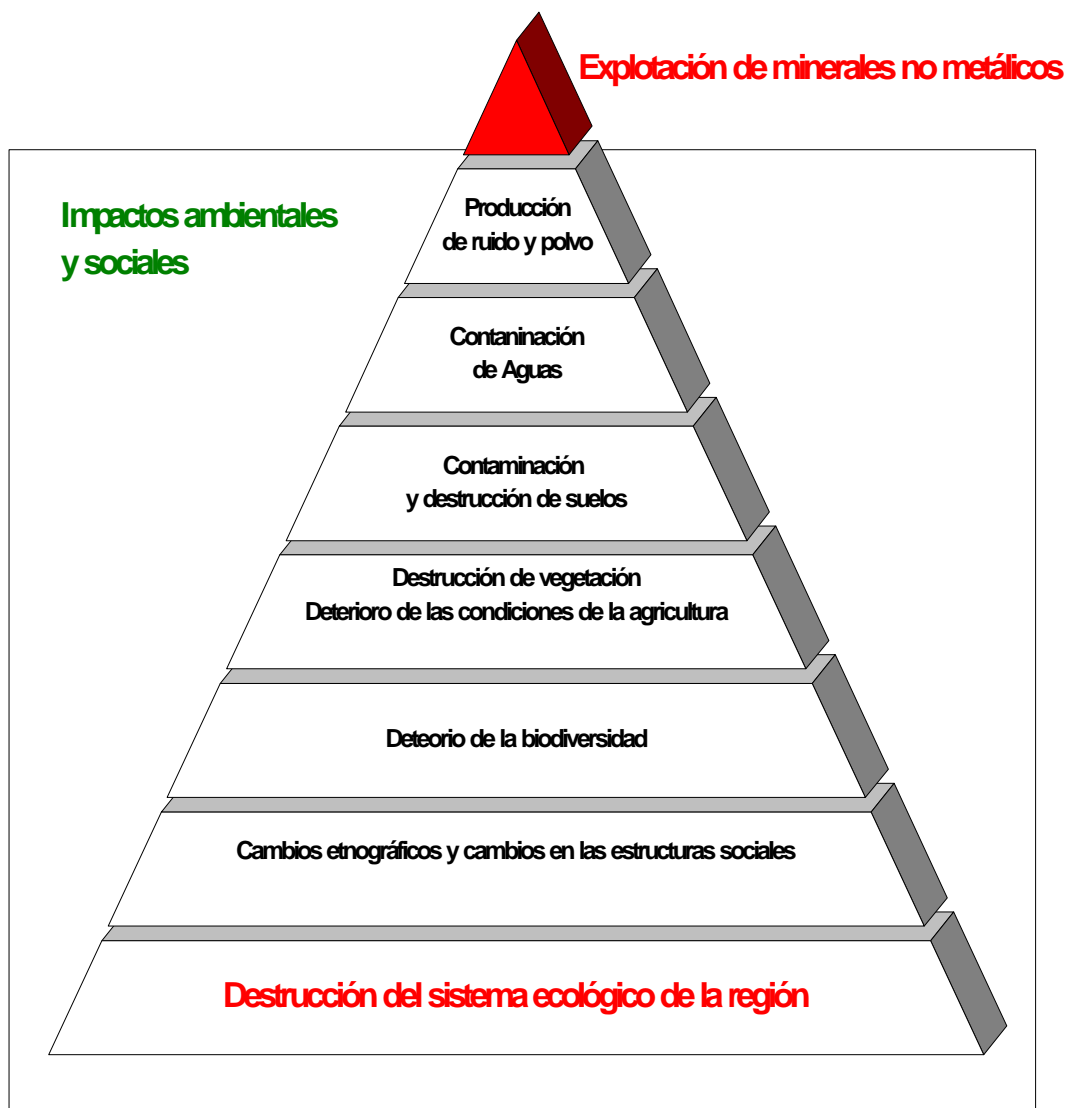 Explotación de minerales no metálicos
Impactos ambientales
y sociales
Producción
de ruido y polvo
Contaninación
de Aguas
Contaminación
y destrucción de suelos
Destrucción de vegetación
Deterioro de las condiciones de la agricultura
Deteorio de la biodiversidad
Cambios etnográficos y cambios en las estructuras sociales
Destrucción del sistema ecológico de la región